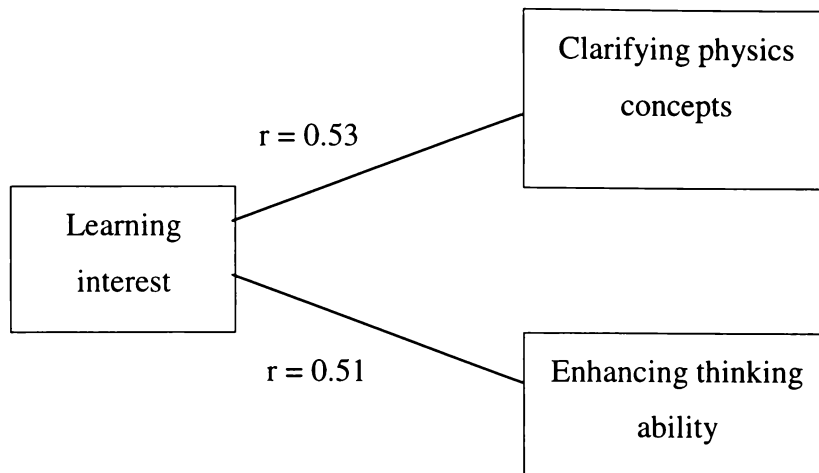 Clarifying physics
concepts
r = 0.53
Learning
interest
r = 0.51
Enhancing thinking
ability